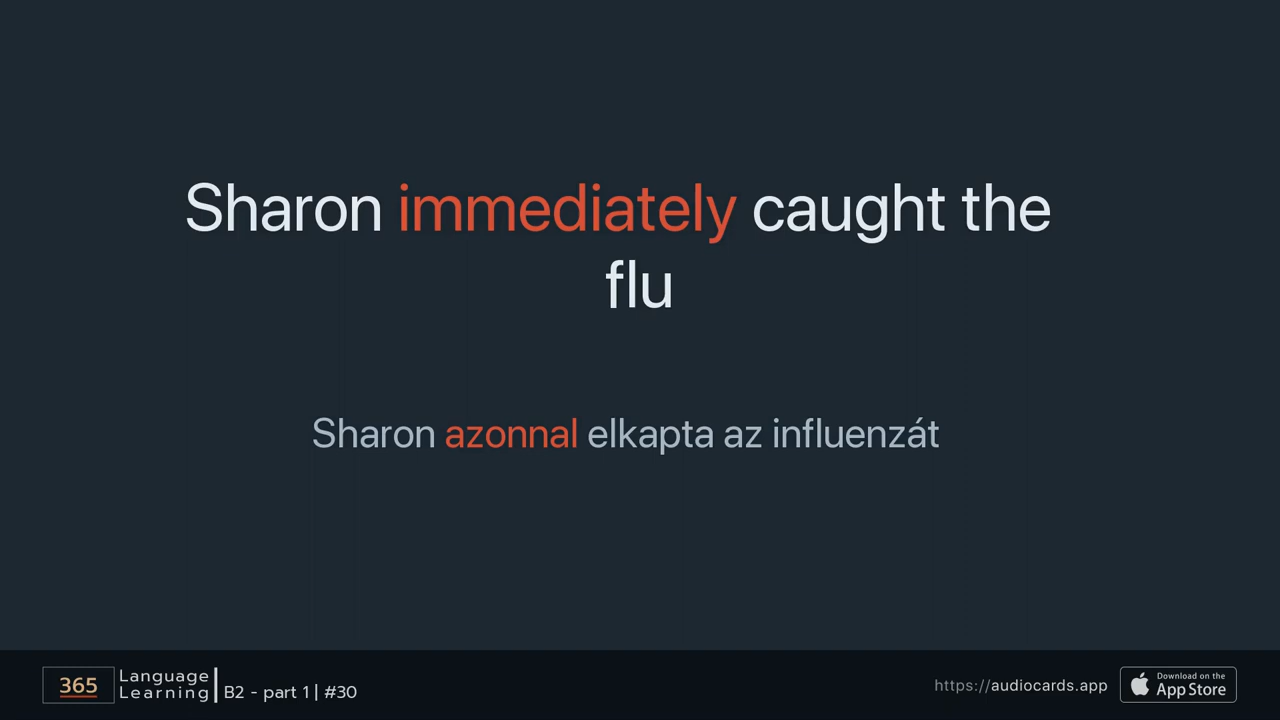 Sharon immediately caught the
flu
Sharon azonnal elkapta az influenzát
365
Language
Learning
B2 - part 1 | #30
https://audiocards.app
Download on the
App Store